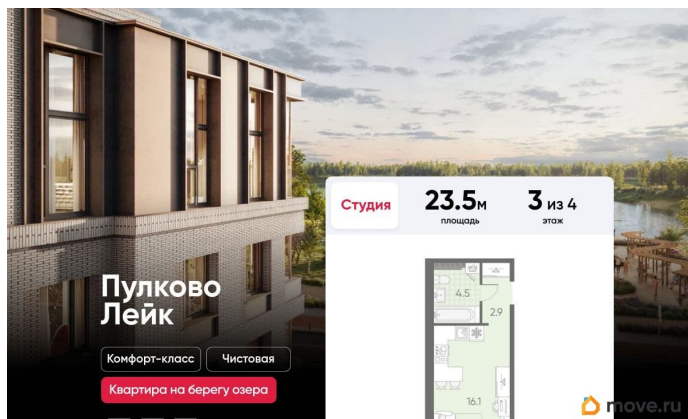 Студия
23.5м
площадь
3 из 4
этаж
4.5
2.9
16.1
Пулково
Лейк
Комфорт-класс
Чистовая
Квартира на берегу озера
move.ru